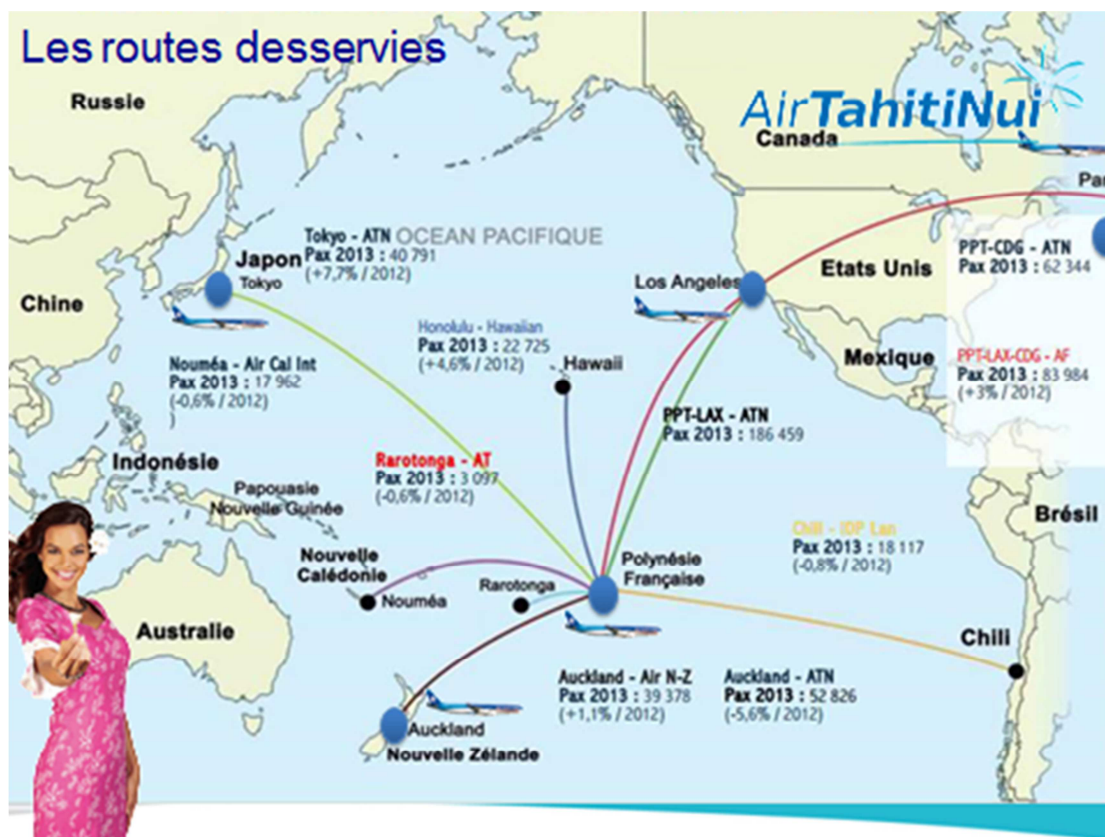 Les routes desservies
AirTahitiNui
Russie
Canada
Par
Tokyo - ATN
Pax 2013 : 40 791
(+7,7% / 2012)
OCEAN PACIFIQUE
Japon
Tokyo
Chine
Los Angeles
Etats Unis
PPT-CDG - ATN
Pax 2013 : 62 344
Honolulu - Hawaiian
Pax 2013 : 22 725
(+4,6% / 2012)
Hawaii
Mexique
PPT-LAX-CDG - AF
Pax 2013 : 83 984
(+3% / 2012)
Nouméa - Air Cal Int
Pax 2013 : 17 962
(-0,6% / 2012)
)
PPT-LAX - ATN
Pax 2013 : 186 459
Indonésie
Rarotonga - AT
Pax 2013 : 3 097
(-0,6% / 2012)
Papouasie
Nouvelle Guinée
Brésil
Chili - IDP Lan
Pax 2013 : 18 117
(-0,8% / 2012)
Nouvelle
Calédonie
Nouméa
Rarotonga
Polynésie
Française
Australie
Chili
Auckland - Air N-Z
Pax 2013 : 39 378
(+1,1% / 2012)
Auckland - ATN
Pax 2013 : 52 826
(-5,6% / 2012)
Auckland
Nouvelle Zélande